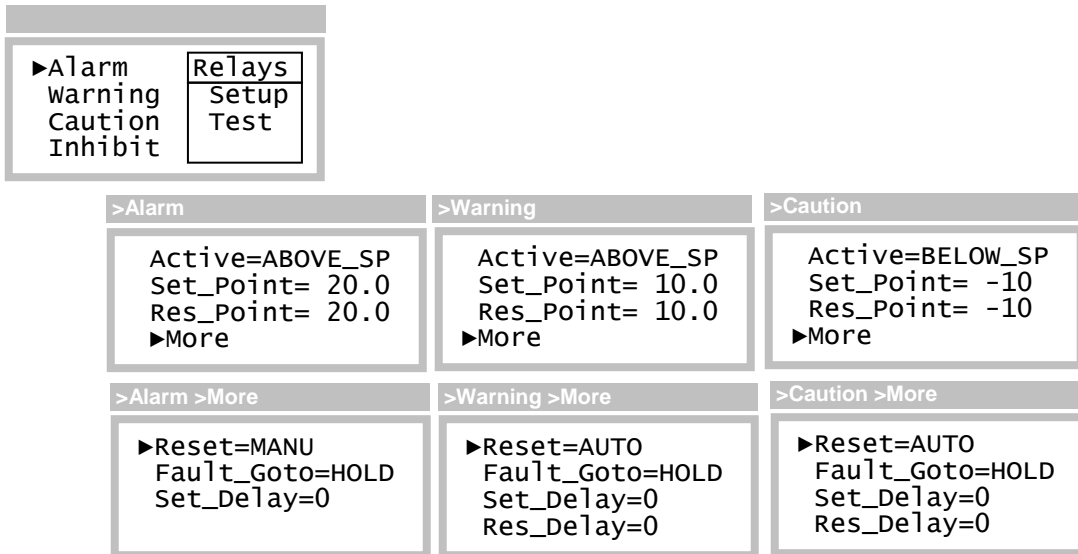 ►Alarm Relays
Warning Setup
Caution Test
Inhibit
>Alarm
Active=ABOVE_SP
Set_Point= 20.0
Res_Point= 20.0
►More
>Warning
Active=ABOVE_SP
Set_Point= 10.0
Res_Point= 10.0
►More
>Caution
Active=BELOW_SP
Set_Point= -10
Res_Point= -10
►More
>Alarm >More
►Reset=MANU
Fault_Goto=HOLD
Set_Delay=0
>Warning >More
►Reset=AUTO
Fault_Goto=HOLD
Set_Delay=0
Res_Delay=0
>Caution >More
►Reset=AUTO
Fault_Goto=HOLD
Set_Delay=0
Res_Delay=0